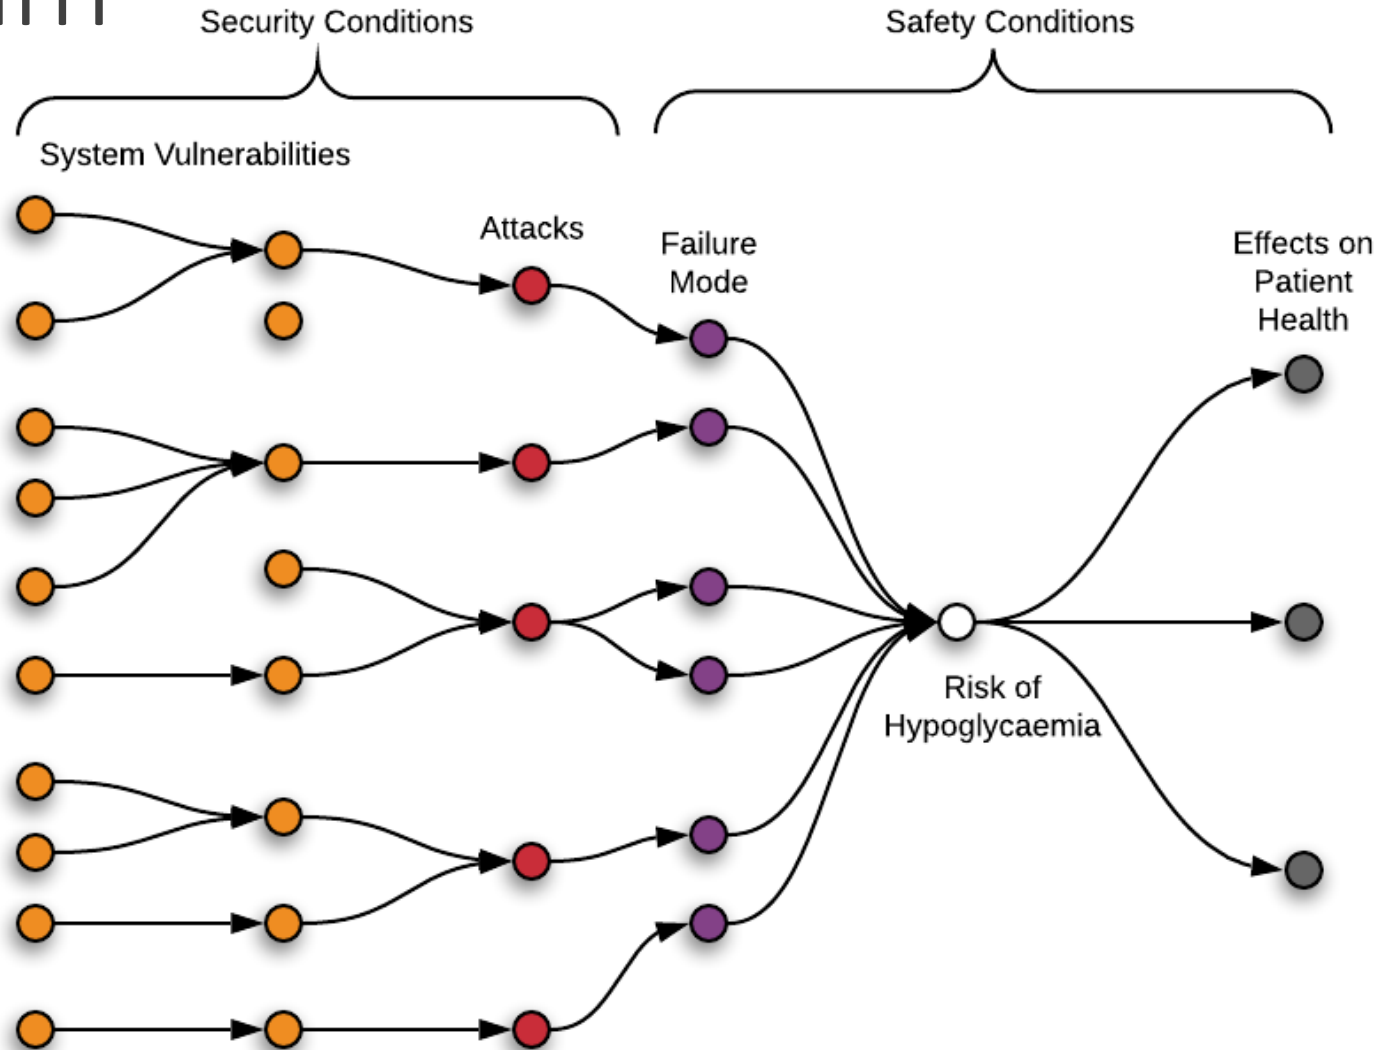 Security Conditions
Safety Conditions
System Vulnerabilities
Attacks
Failure
Mode
Effects on
Patient
Health
Risk of
Hypoglycaemia